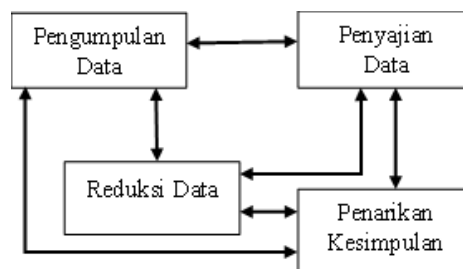 Pengumpulan
Data
Penyajian
Data
Reduksi Data
Penarikan
Kesimpulan